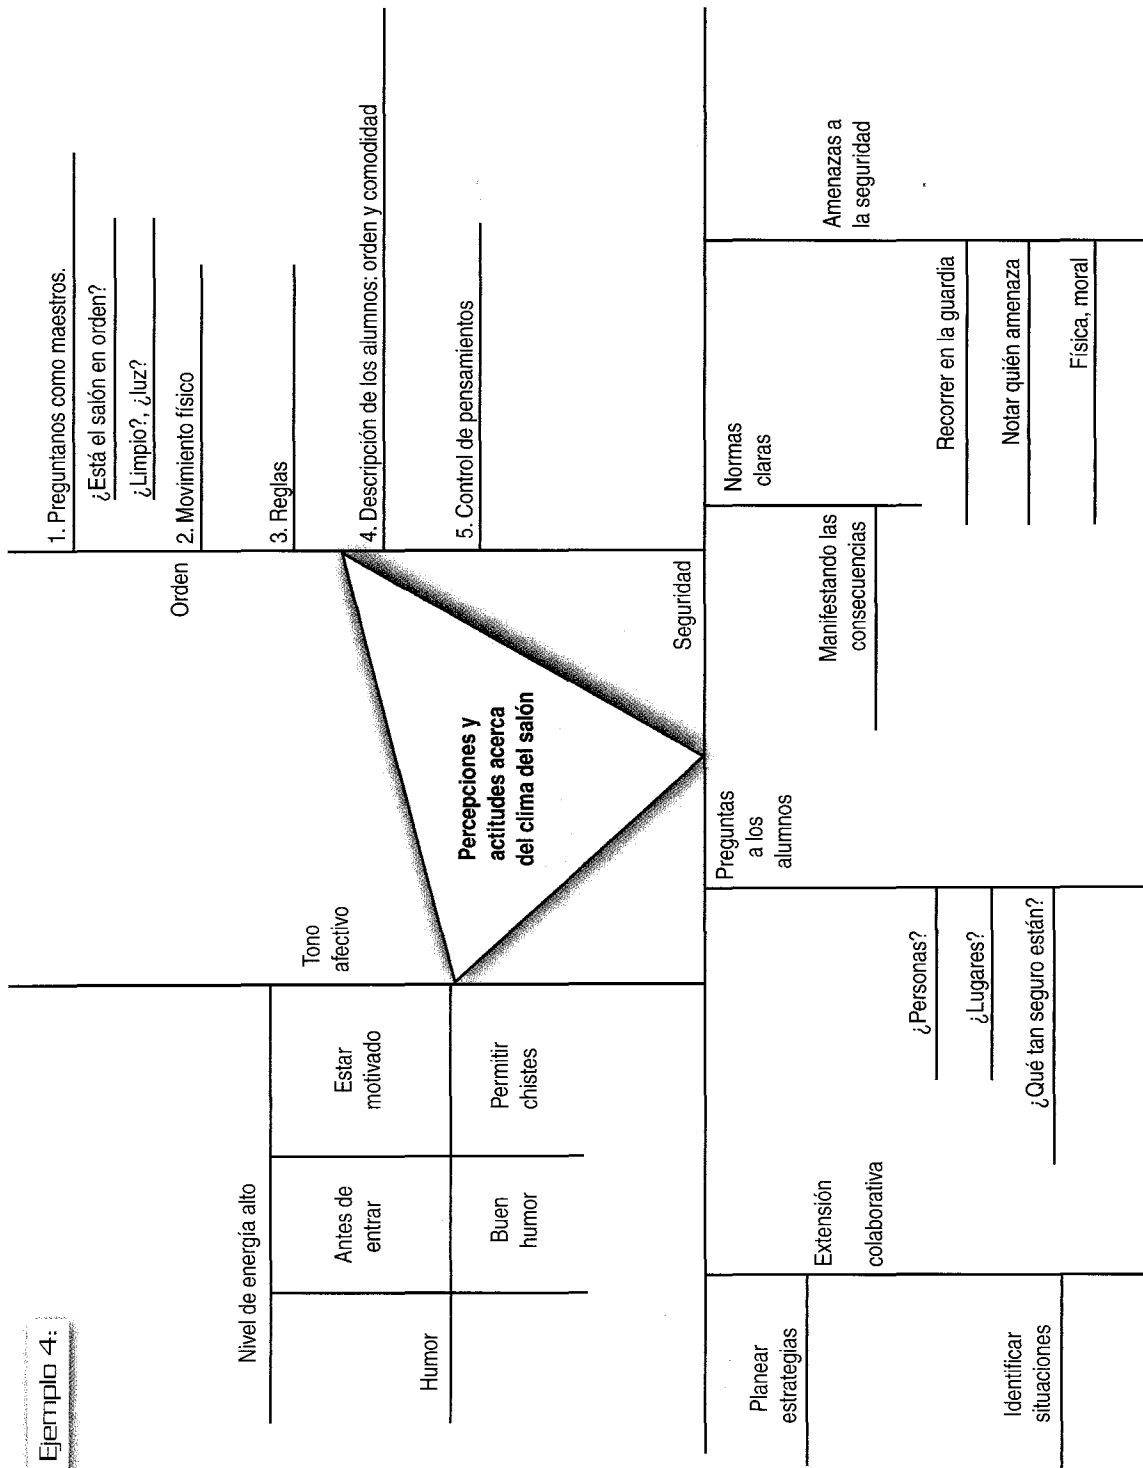 Ejemplo 4:
Nivel de energía alto
Antes de
entrar
Estar
motivado
Humor
Buen
humor
Permitir
chistes
Tono
afectivo
Percepciones y
actitudes acerca
del clima del salón
Orden
1. Preguntanos como maestros.
¿Está el salón en orden?
¿Limpio?, ¿luz?
2. Movimiento físico
3. Reglas
4. Descripción de los alumnos: orden y comodidad
5. Control de pensamientos
Seguridad
Planear
estrategias
Identificar
situaciones
Extensión
colaborativa
¿Personas?
¿Lugares?
¿Qué tan seguro están?
Preguntas
a los
alumnos
Manifestando las
consecuencias
Normas
claras
Recorrer en la guardia
Notar quién amenaza
Física, moral
Amenazas a
la seguridad